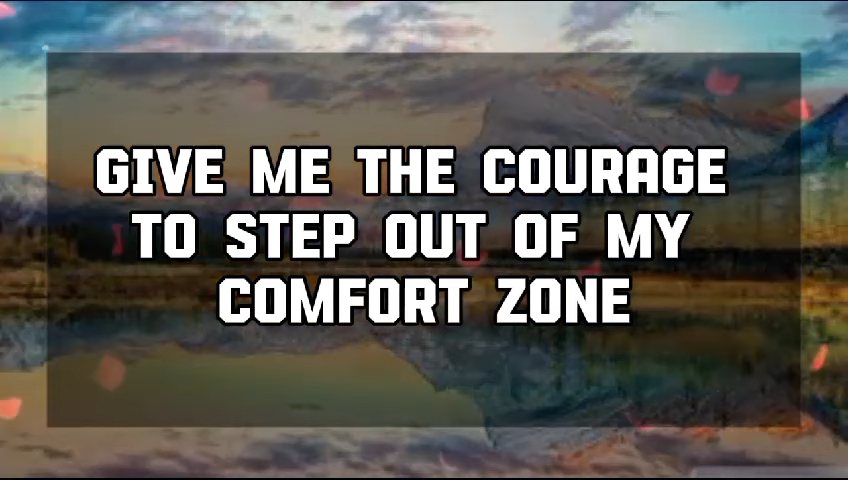 GIVE ME THE COURAGE
TO STEP OUT OF MY
COMFORT ZONE